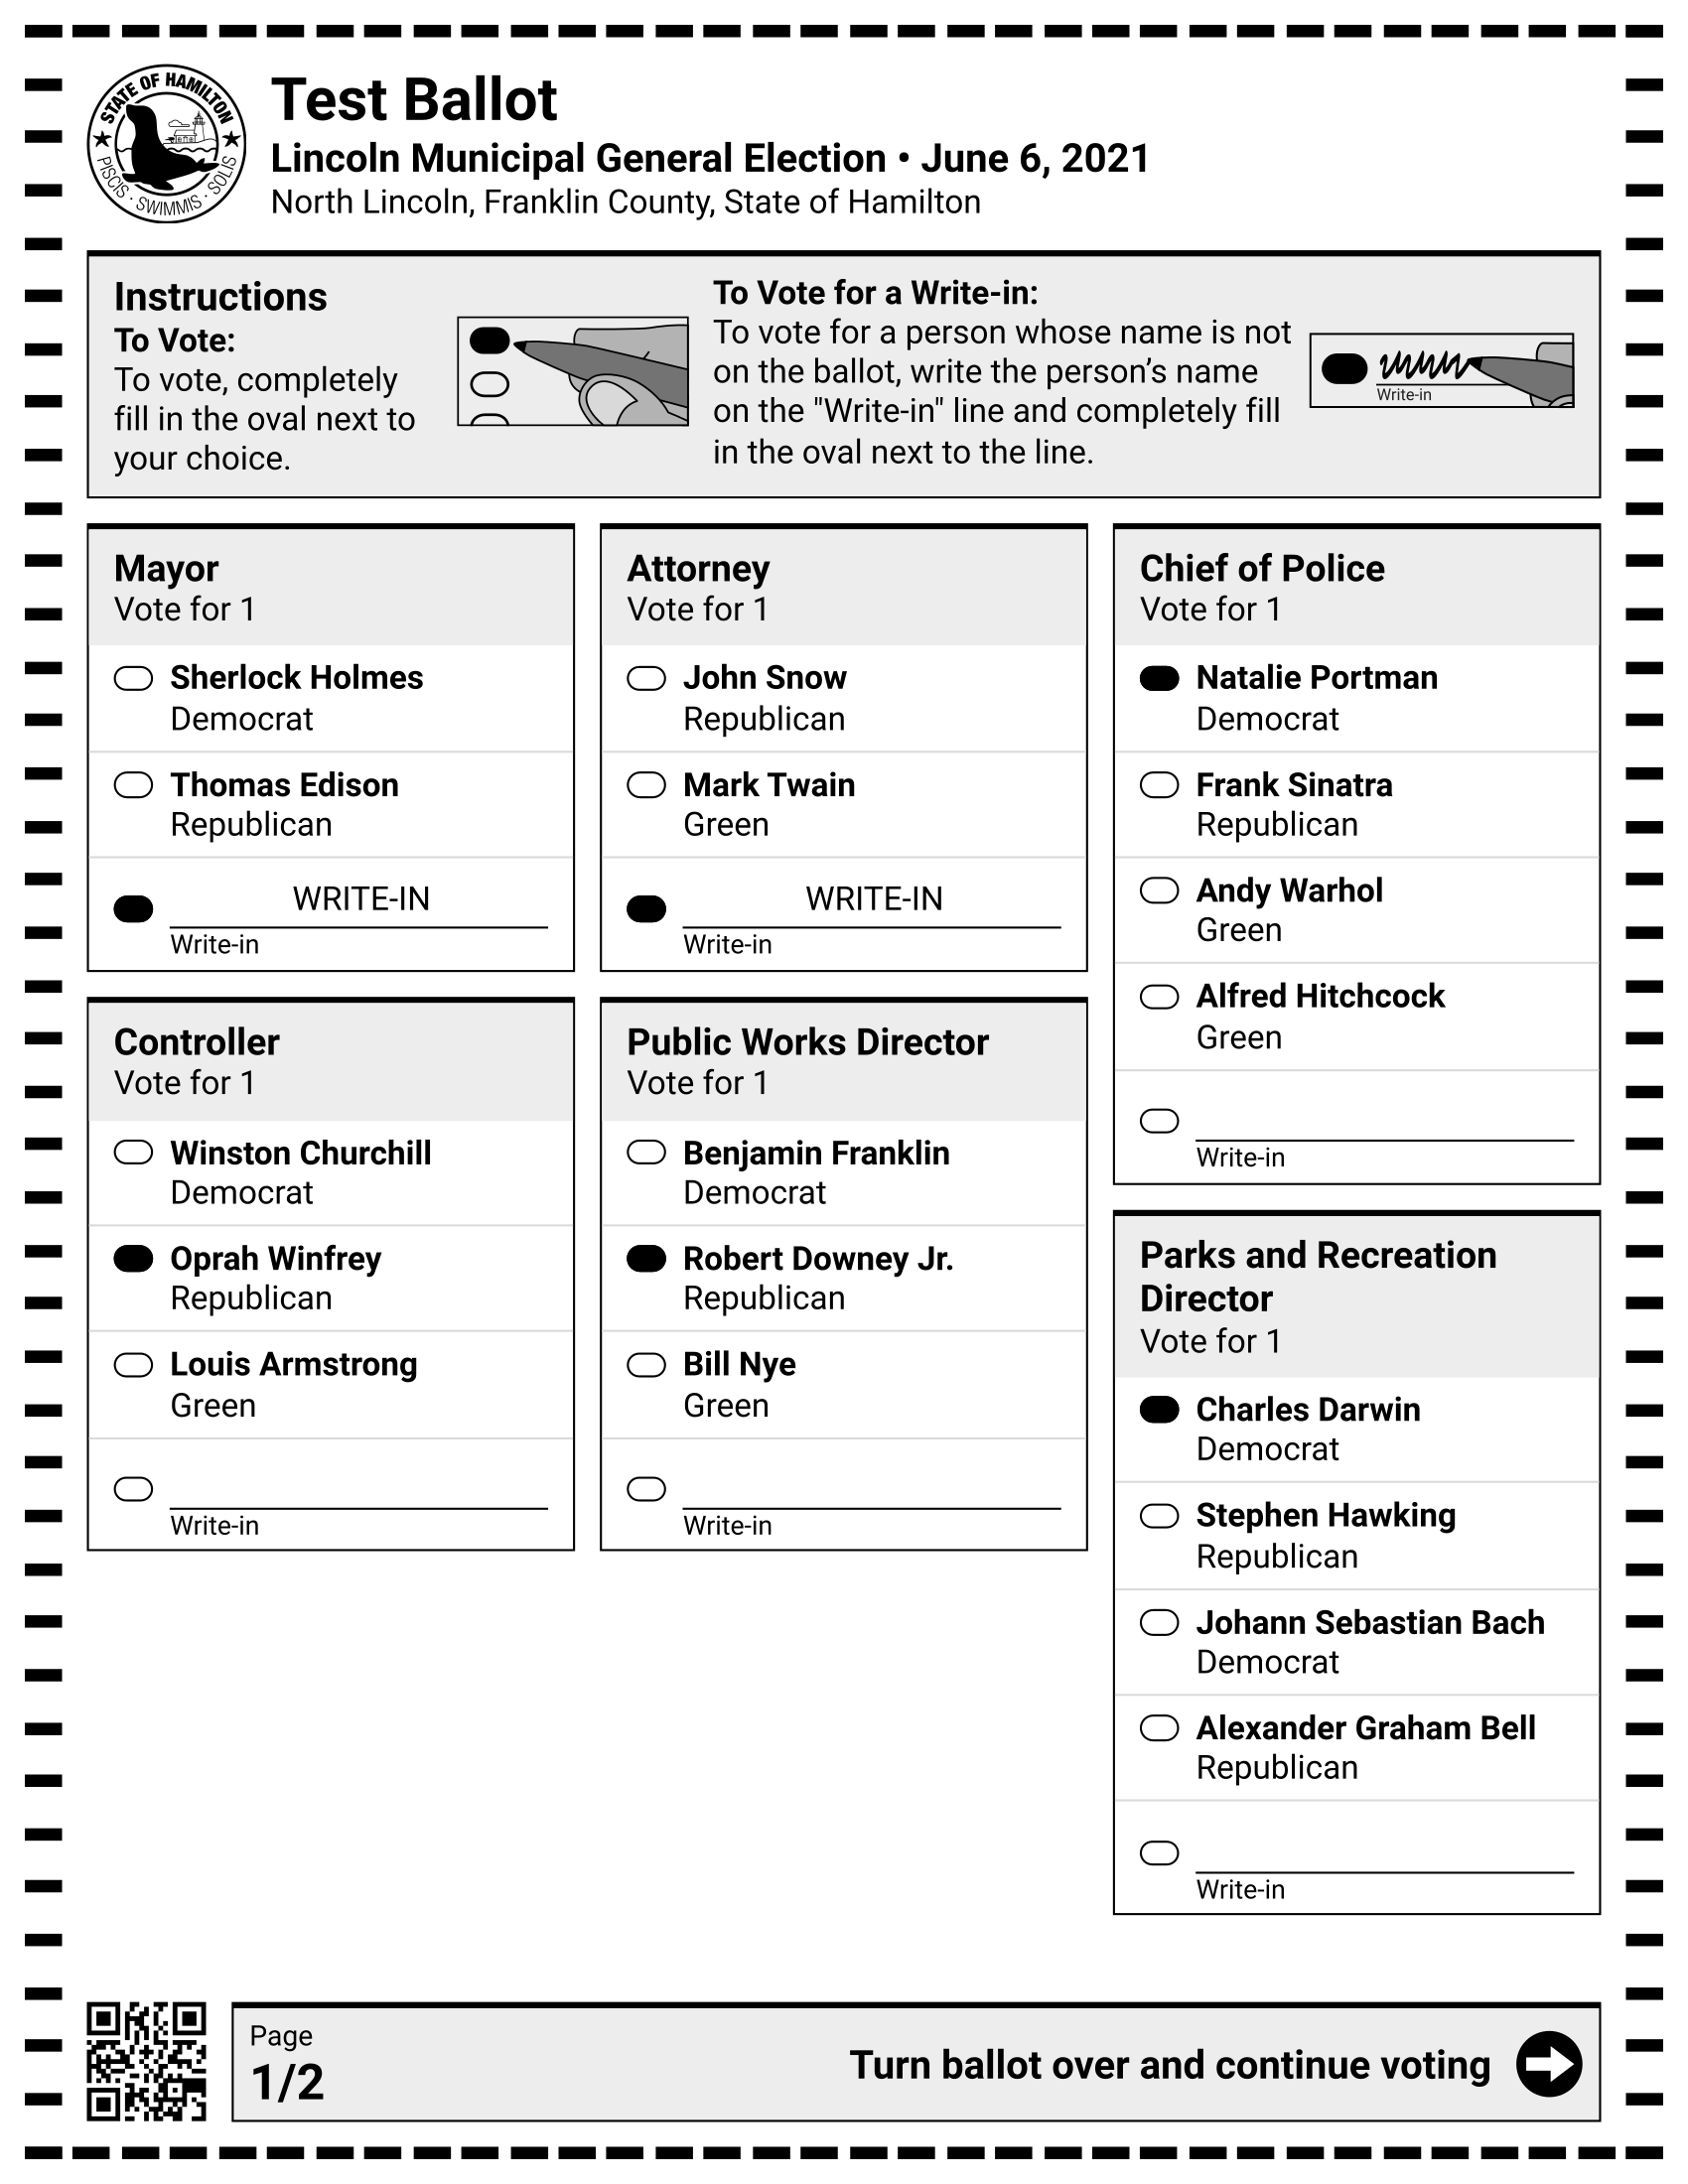 STATE OF HAMILTON
PISCIS · SWIMMIS · SOLIS
Test Ballot
Lincoln Municipal General Election • June 6, 2021
North Lincoln, Franklin County, State of Hamilton
Instructions
To Vote:
To vote, completely
fill in the oval next to
your choice.
To Vote for a Write-in:
To vote for a person whose name is not
on the ballot, write the person’s name
on the "Write-in" line and completely fill
in the oval next to the line.
Write-in
Mayor
Vote for 1
Sherlock Holmes
Democrat
Thomas Edison
Republican
WRITE-IN
Write-in
Controller
Vote for 1
Winston Churchill
Democrat
Oprah Winfrey
Republican
Louis Armstrong
Green
Write-in
Attorney
Vote for 1
John Snow
Republican
Mark Twain
Green
WRITE-IN
Write-in
Public Works Director
Vote for 1
Benjamin Franklin
Democrat
Robert Downey Jr.
Republican
Bill Nye
Green
Write-in
Chief of Police
Vote for 1
Natalie Portman
Democrat
Frank Sinatra
Republican
Andy Warhol
Green
Alfred Hitchcock
Green
Write-in
Parks and Recreation
Director
Vote for 1
Charles Darwin
Democrat
Stephen Hawking
Republican
Johann Sebastian Bach
Democrat
Alexander Graham Bell
Republican
Write-in
Page
1/2
Turn ballot over and continue voting